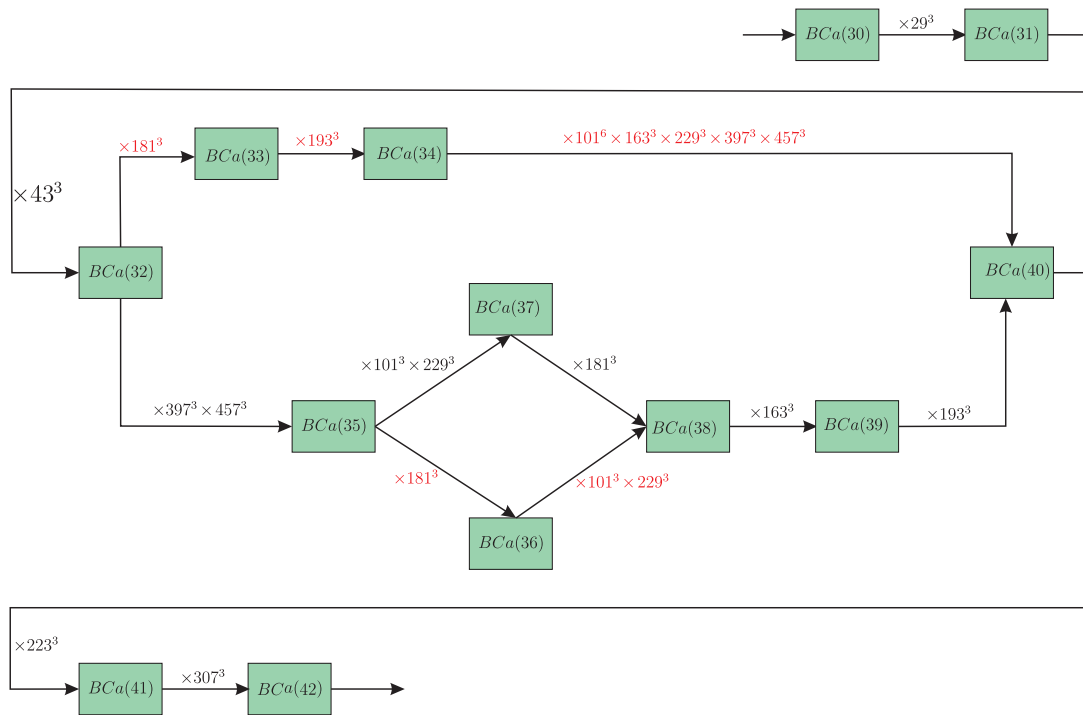 BCa(30) ×29³ BCa(31)
×181³ BCa(33) ×193³ BCa(34) ×101⁶ × 163³ × 229³ × 397³ × 457³
×43³
BCa(32) BCa(40)
BCa(37)
×101³ × 229³ ×181³
×397³ × 457³ BCa(35) BCa(38) ×163³ BCa(39) ×193³
×181³ ×101³ × 229³
BCa(36)
×223³
BCa(41) ×307³ BCa(42)